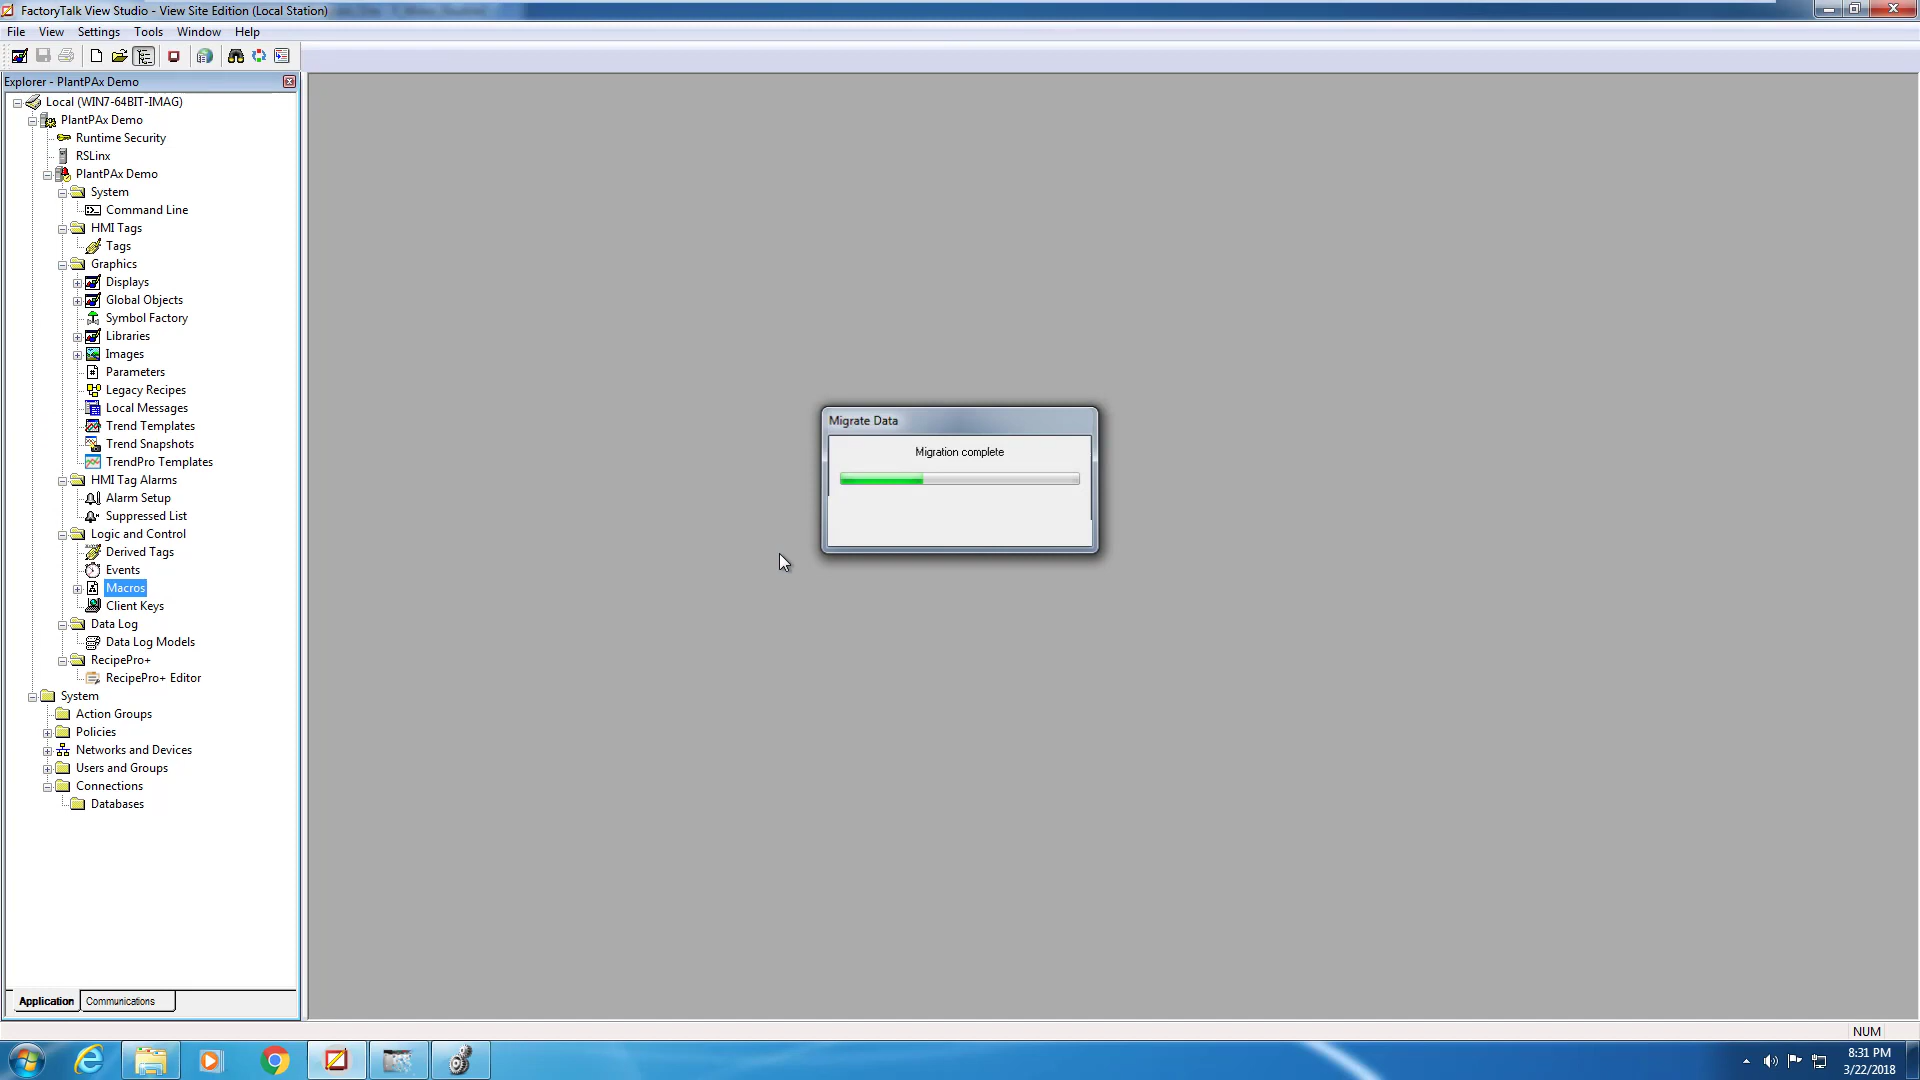 FactoryTalk View Studio - View Site Edition (Local Station)
File View Settings Tools Window Help
Explorer - PlantPAx Demo
Local (WIN7-64BIT-IMAG)
PlantPAx Demo
Runtime Security
RSLinx
PlantPAx Demo
System
Command Line
HMI Tags
Tags
Graphics
Displays
Global Objects
Symbol Factory
Libraries
Images
Parameters
Legacy Recipes
Local Messages
Trend Templates
Trend Snapshots
TrendPro Templates
HMI Tag Alarms
Alarm Setup
Suppressed List
Logic and Control
Derived Tags
Events
Macros
Client Keys
Data Log
Data Log Models
RecipePro+
RecipePro+ Editor
System
Action Groups
Policies
Networks and Devices
Users and Groups
Connections
Databases
Application Communications
Migrate Data
Migration complete
NUM
8:31 PM
3/22/2018